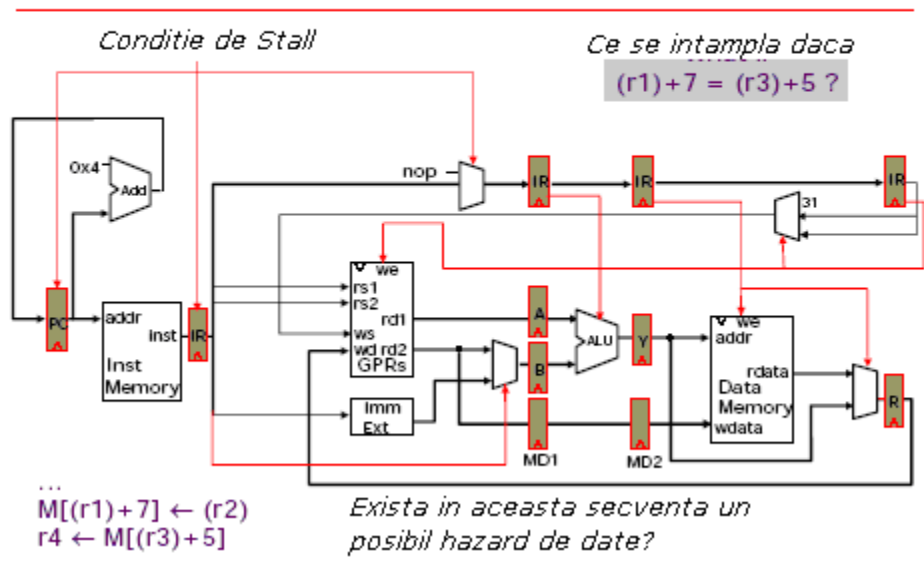 Conditie de Stall
Ce se intampla daca
(r1)+7 = (r3)+5 ?
0x4
Add
nop
IR
IR
IR
31
we
rs1
rs2
rd1
ws
wd rd2
GPRs
A
B
ALU
Y
PC
addr
inst
Inst
Memory
IR
Imm
Ext
MD1
MD2
we
addr
rdata
Data
Memory
wdata
R
...
M[(r1)+7] ← (r2)
r4 ← M[(r3)+5]
Exista in aceasta secventa un
posibil hazard de date?